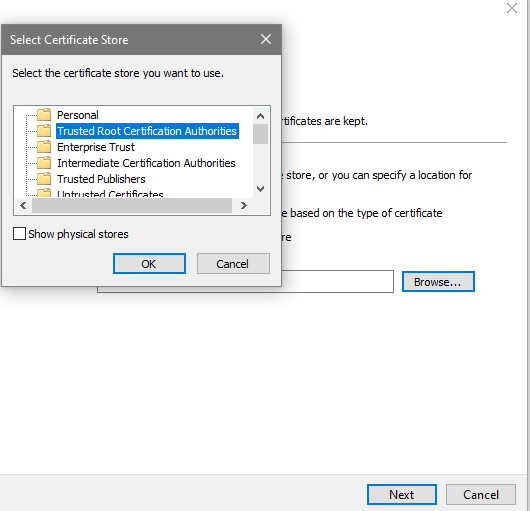 Select Certificate Store
Select the certificate store you want to use.
Personal
Trusted Root Certification Authorities
Enterprise Trust
Intermediate Certification Authorities
Trusted Publishers
Untrusted Certificates
Show physical stores
OK Cancel
rtificates are kept.
e store, or you can specify a location for
e based on the type of certificate
re
Browse...
Next Cancel